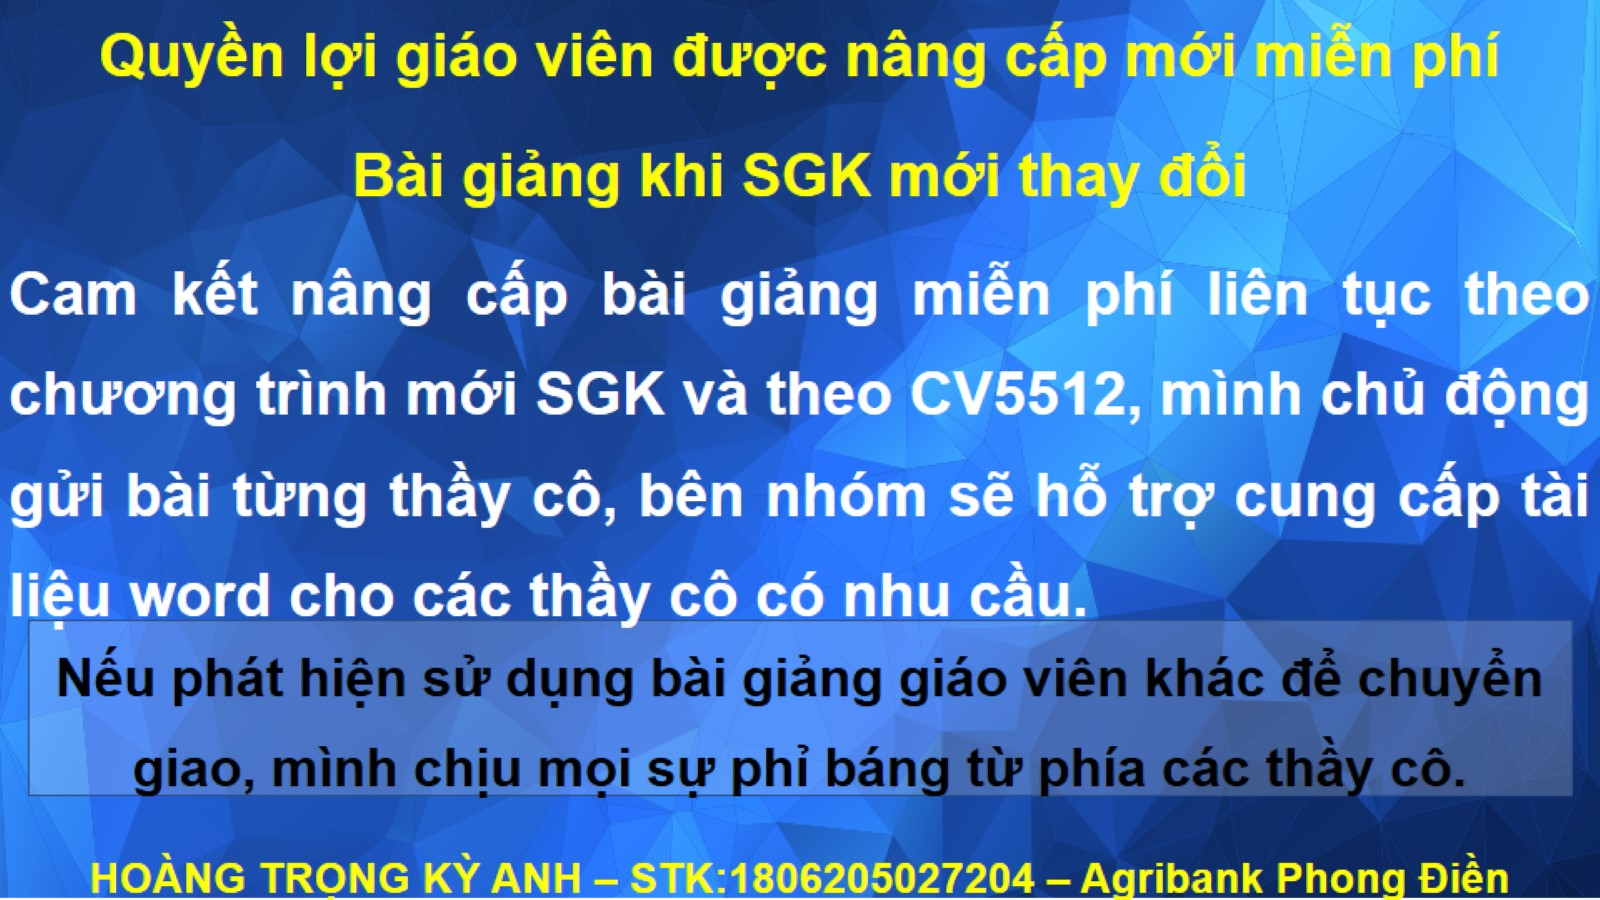 Quyền lợi giáo viên được nâng cấp mới miễn phí
Bài giảng khi SGK mới thay đổi
Cam kết nâng cấp bài giảng miễn phí liên tục theo
chương trình mới SGK và theo CV5512, mình chủ động
gửi bài từng thầy cô, bên nhóm sẽ hỗ trợ cung cấp tài
liệu word cho các thầy cô có nhu cầu.
Nếu phát hiện sử dụng bài giảng giáo viên khác để chuyển
giao, mình chịu mọi sự phỉ báng từ phía các thầy cô.
HOÀNG TRỌNG KỲ ANH – STK:1806205027204 – Agribank Phong Điền